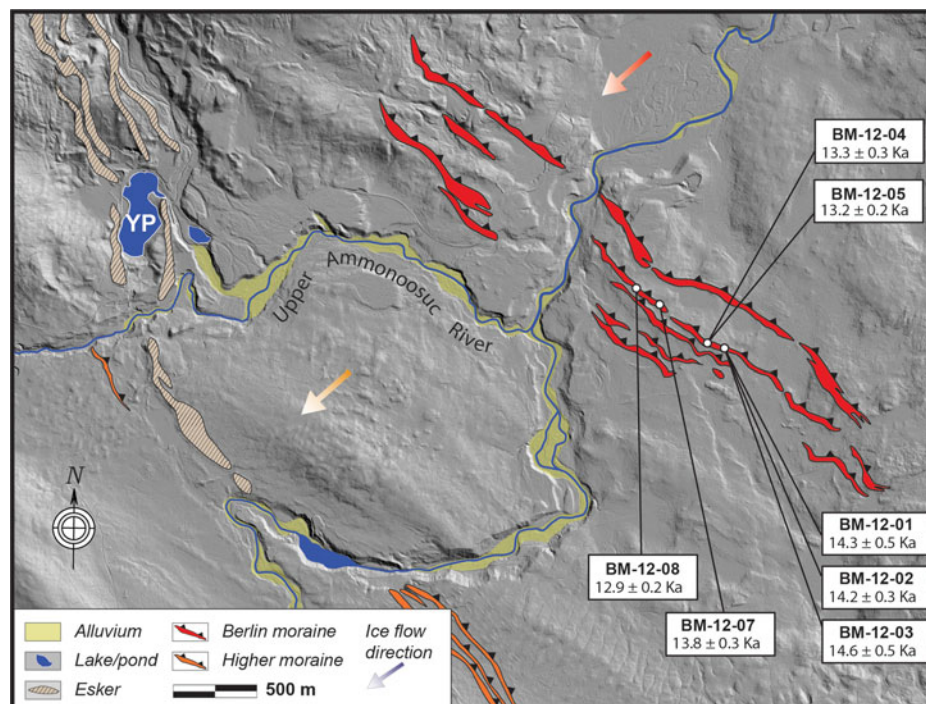 BM-12-04
13.3 ± 0.3 Ka
BM-12-05
13.2 ± 0.2 Ka
YP
Upper Ammonoosuc River
N
BM-12-01
14.3 ± 0.5 Ka
BM-12-02
14.2 ± 0.3 Ka
BM-12-03
14.6 ± 0.5 Ka
BM-12-08
12.9 ± 0.2 Ka
BM-12-07
13.8 ± 0.3 Ka
Alluvium
Berlin moraine
Ice flow
direction
Lake/pond
Higher moraine
Esker
500 m